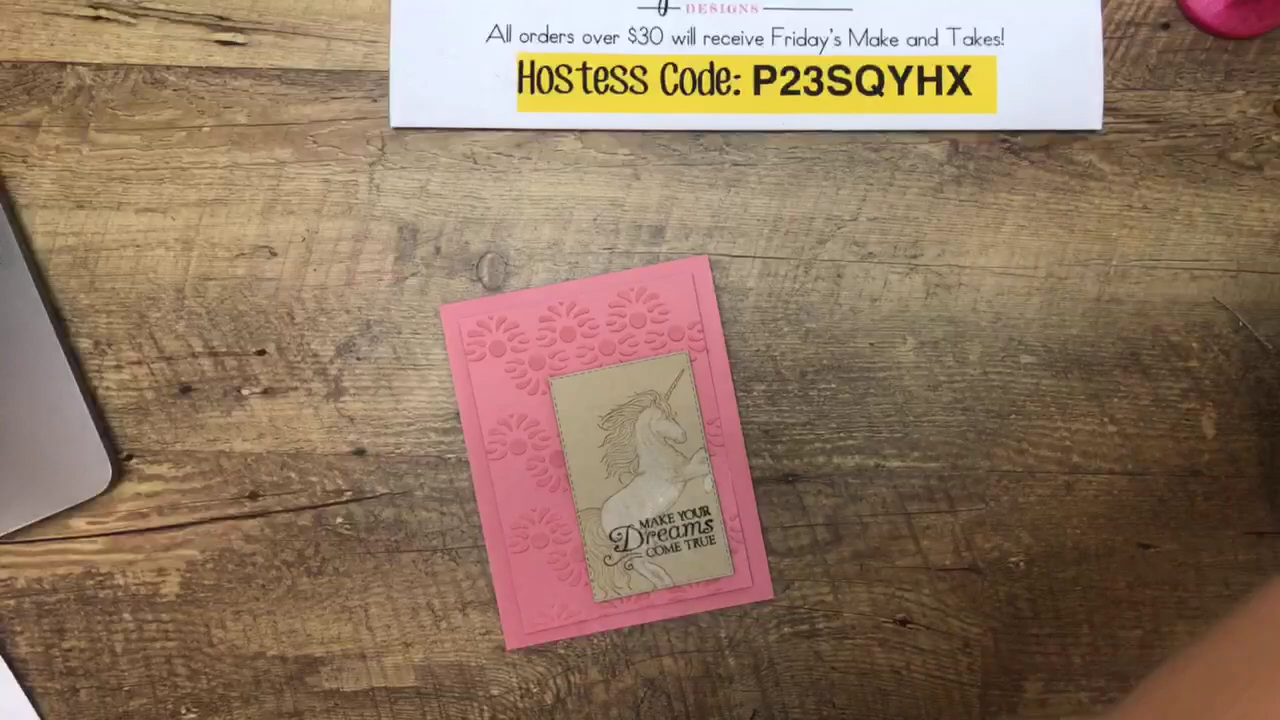 DESIGNS
All orders over $30 will receive Friday's Make and Takes!
Hostess Code: P23SQYHX
MAKE YOUR
Dreams
COME TRUE